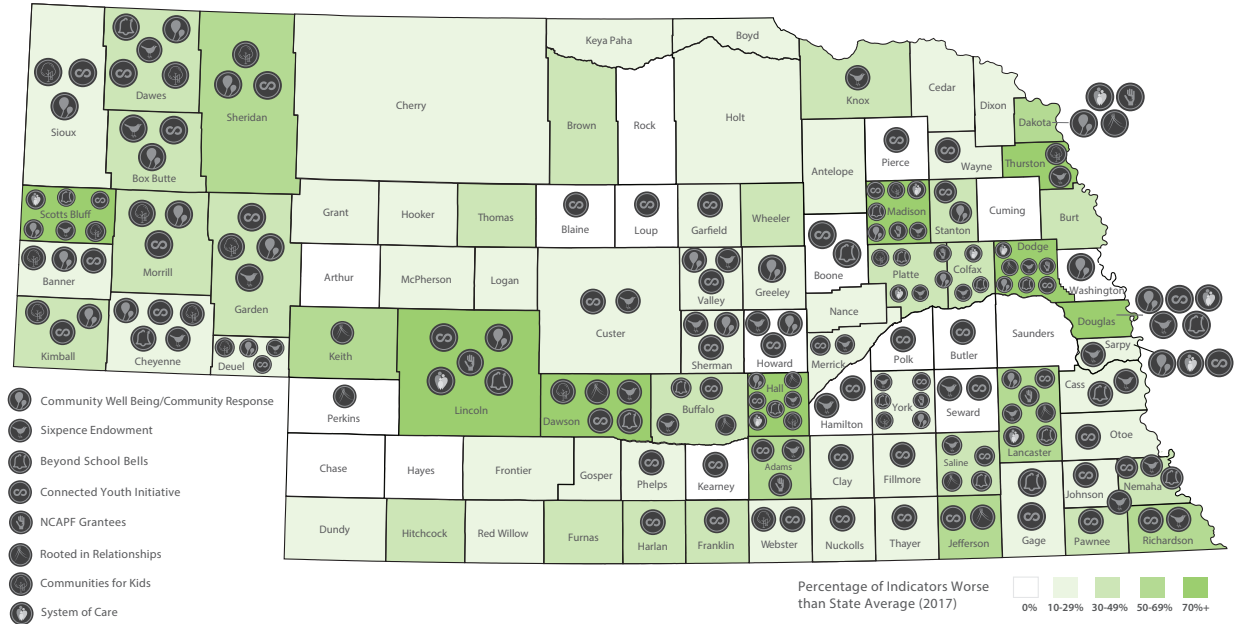 Keya Paha
Boyd
Dawes
Sioux
Sheridan
Cherry
Brown
Rock
Holt
Knox
Cedar
Dixon
Dakota
Box Butte
Antelope
Pierce
Wayne
Thurston
Scotts Bluff
Morrill
Grant
Hooker
Thomas
Blaine
Loup
Garfield
Wheeler
Madison
Stanton
Cuming
Burt
Banner
Garden
Arthur
McPherson
Logan
Valley
Greeley
Boone
Platte
Colfax
Dodge
Washington
Kimball
Cheyenne
Deuel
Keith
Lincoln
Custer
Sherman
Howard
Nance
Merrick
Polk
Butler
Saunders
Douglas
Sarpy
Perkins
Dawson
Buffalo
Hall
Hamilton
York
Seward
Lancaster
Cass
Otoe
Chase
Hayes
Frontier
Gosper
Phelps
Kearney
Adams
Clay
Fillmore
Saline
Johnson
Nemaha
Dundy
Hitchcock
Red Willow
Furnas
Harlan
Franklin
Webster
Nuckolls
Thayer
Jefferson
Gage
Pawnee
Richardson
Community Well Being/Community Response
Sixpence Endowment
Beyond School Bells
Connected Youth Initiative
NCAPF Grantees
Rooted in Relationships
Communities for Kids
System of Care
Percentage of Indicators Worse
than State Average (2017)
0% 10-29% 30-49% 50-69% 70%+